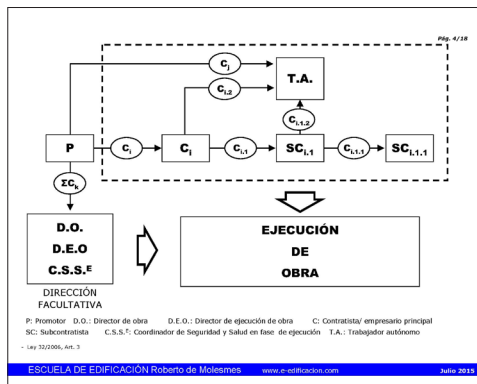 Pág. 4/18
Cj
T.A.
Ci.2
Ci.1.2
P
Ci
Ci
Ci.1
SCi.1
Ci.1.1
SCi.1.1
ΣCk
D.O.
D.E.O
C.S.S.ᴱ
DIRECCIÓN
FACULTATIVA
EJECUCIÓN
DE
OBRA
P: Promotor D.O.: Director de obra D.E.O.: Director de ejecución de obra C: Contratista/ empresario principal
SC: Subcontratista C.S.S.ᴱ: Coordinador de Seguridad y Salud en fase de ejecución T.A.: Trabajador autónomo
- Ley 32/2006, Art. 3
ESCUELA DE EDIFICACIÓN Roberto de Molesmes www.e-edificacion.com Julio 2015